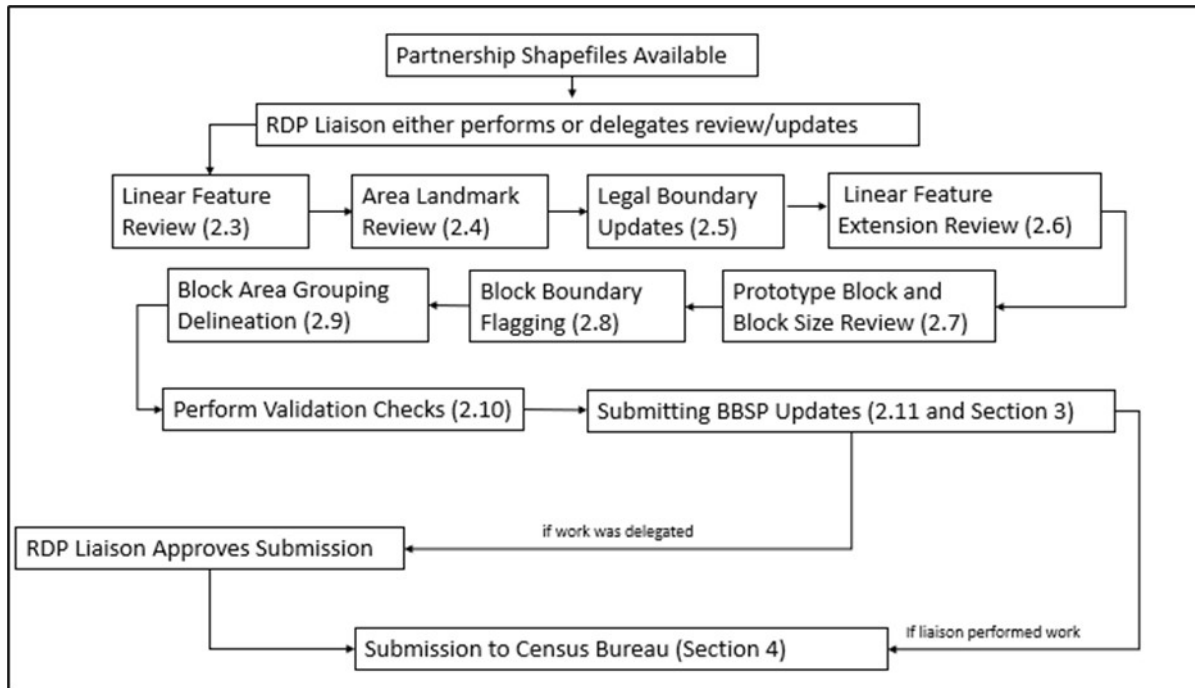 Partnership Shapefiles Available
RDP Liaison either performs or delegates review/updates
Linear Feature
Review (2.3)
Area Landmark
Review (2.4)
Legal Boundary
Updates (2.5)
Linear Feature
Extension Review (2.6)
Block Area Grouping
Delineation (2.9)
Block Boundary
Flagging (2.8)
Prototype Block and
Block Size Review (2.7)
Perform Validation Checks (2.10)
Submitting BBSP Updates (2.11 and Section 3)
if work was delegated
RDP Liaison Approves Submission
If liaison performed work
Submission to Census Bureau (Section 4)